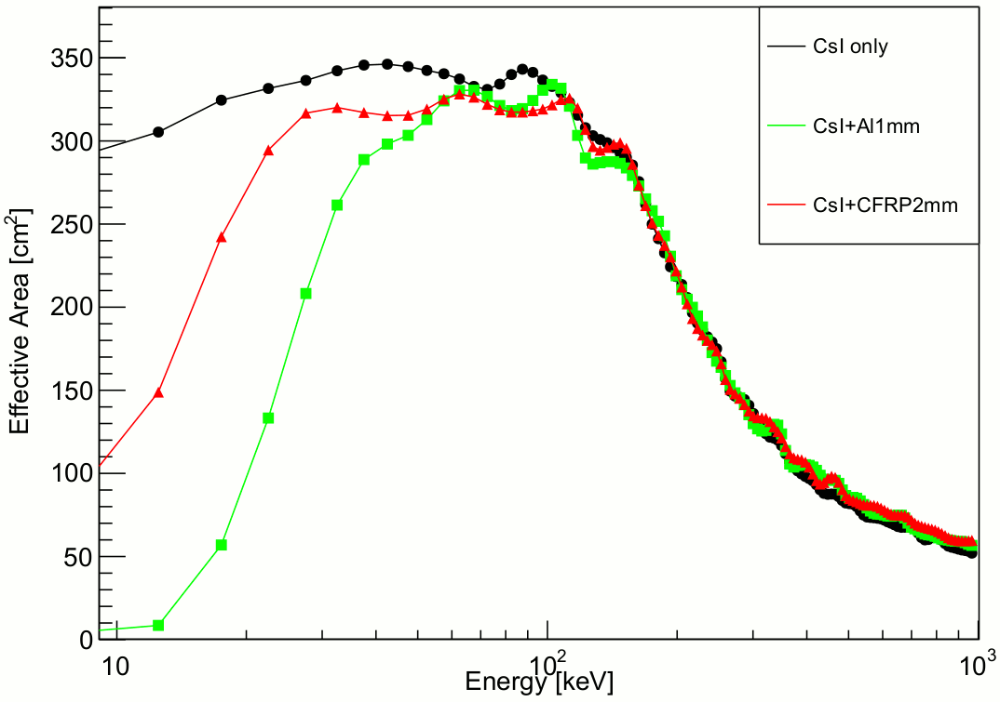 350
300
250
200
150
100
50
0
Effective Area [cm²]
CsI only
CsI+Al1mm
CsI+CFRP2mm
10
10²
10³
Energy [keV]